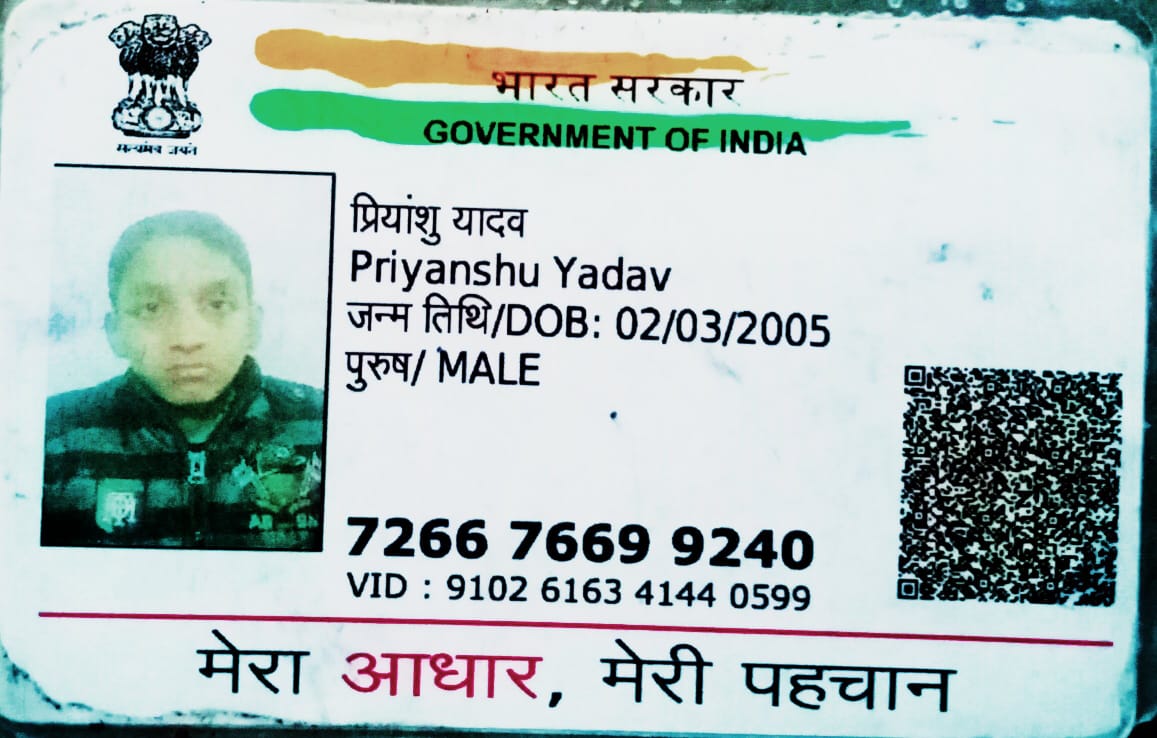 भारत सरकार
GOVERNMENT OF INDIA
सत्यमेव जयते
प्रियांशु यादव
Priyanshu Yadav
जन्म तिथि/DOB: 02/03/2005
पुरुष/ MALE
7266 7669 9240
VID : 9102 6163 4144 0599
मेरा आधार, मेरी पहचान